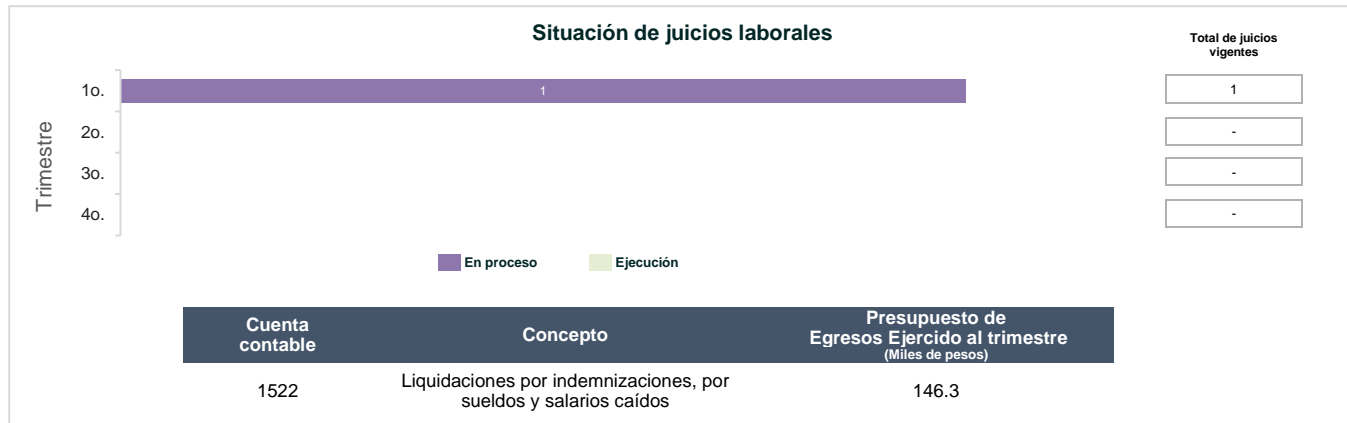 Situación de juicios laborales
Total de juicios
vigentes
Trimestre
1o.
1
1
2o.
-
3o.
-
4o.
-
En proceso
Ejecución
Cuenta
contable
Concepto
Presupuesto de
Egresos Ejercido al trimestre
(Miles de pesos)
1522
Liquidaciones por indemnizaciones, por
sueldos y salarios caídos
146.3